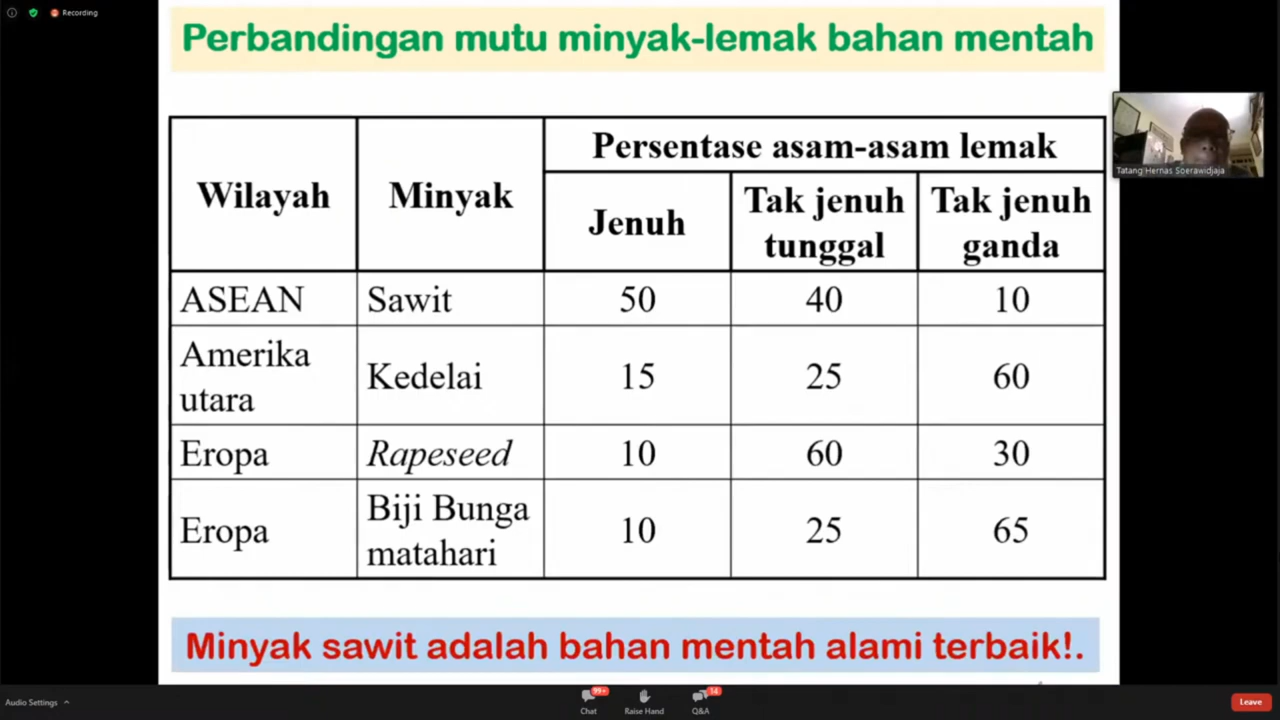 Recording
Perbandingan mutu minyak-lemak bahan mentah
Tatang Hernas Soerawidjaja
Wilayah Minyak Persentase asam-asam lemak
Jenuh Tak jenuh tunggal Tak jenuh ganda
ASEAN Sawit 50 40 10
Amerika utara Kedelai 15 25 60
Eropa Rapeseed 10 60 30
Eropa Biji Bunga matahari 10 25 65
Minyak sawit adalah bahan mentah alami terbaik!.
Audio Settings
99+
14
Chat Raise Hand Q&A Leave